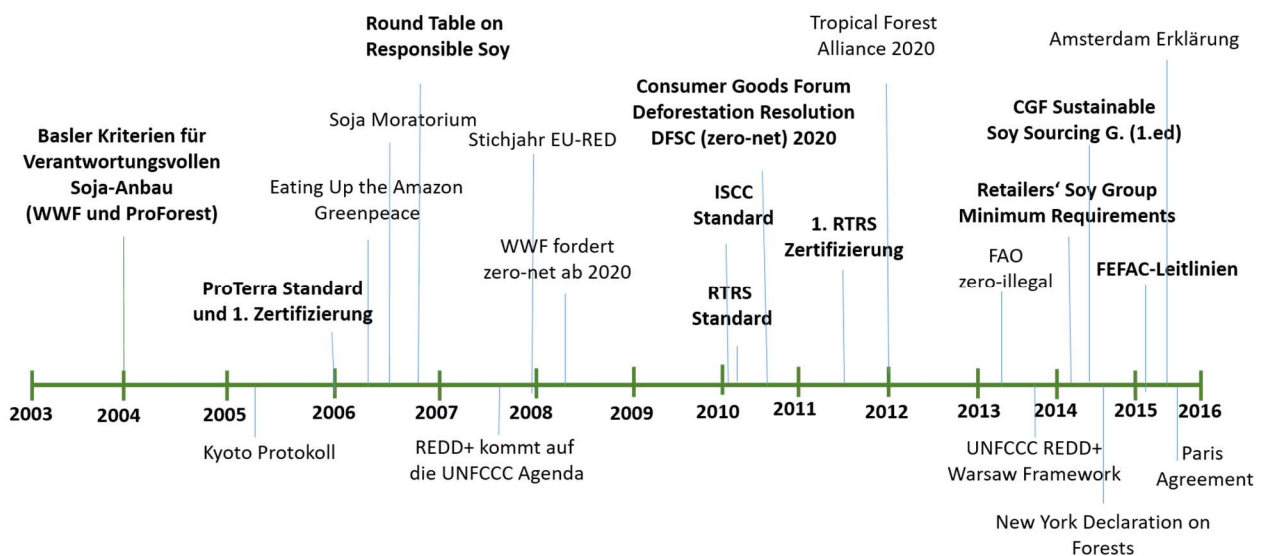 Round Table on
Responsible Soy
Tropical Forest
Alliance 2020
Amsterdam Erklärung
Consumer Goods Forum
Deforestation Resolution
DFSC (zero-net) 2020
CGF Sustainable
Soy Sourcing G. (1.ed)
Soja Moratorium
Stichjahr EU-RED
Basler Kriterien für
Verantwortungsvollen
Soja-Anbau
(WWF und ProForest)
Eating Up the Amazon
Greenpeace
ISCC
Standard
Retailers‘ Soy Group
Minimum Requirements
1. RTRS
Zertifizierung
WWF fordert
zero-net ab 2020
FAO
zero-illegal
FEFAC-Leitlinien
ProTerra Standard
und 1. Zertifizierung
RTRS
Standard
2003 2004 2005 2006 2007 2008 2009 2010 2011 2012 2013 2014 2015 2016
Kyoto Protokoll
REDD+ kommt auf
die UNFCCC Agenda
UNFCCC REDD+
Warsaw Framework
Paris
Agreement
New York Declaration on
Forests